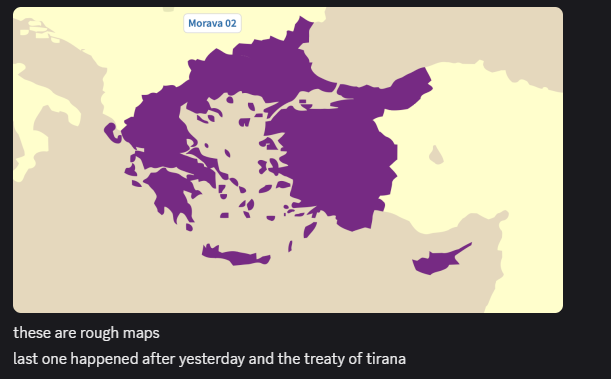 Morava 02
these are rough maps
last one happened after yesterday and the treaty of tirana